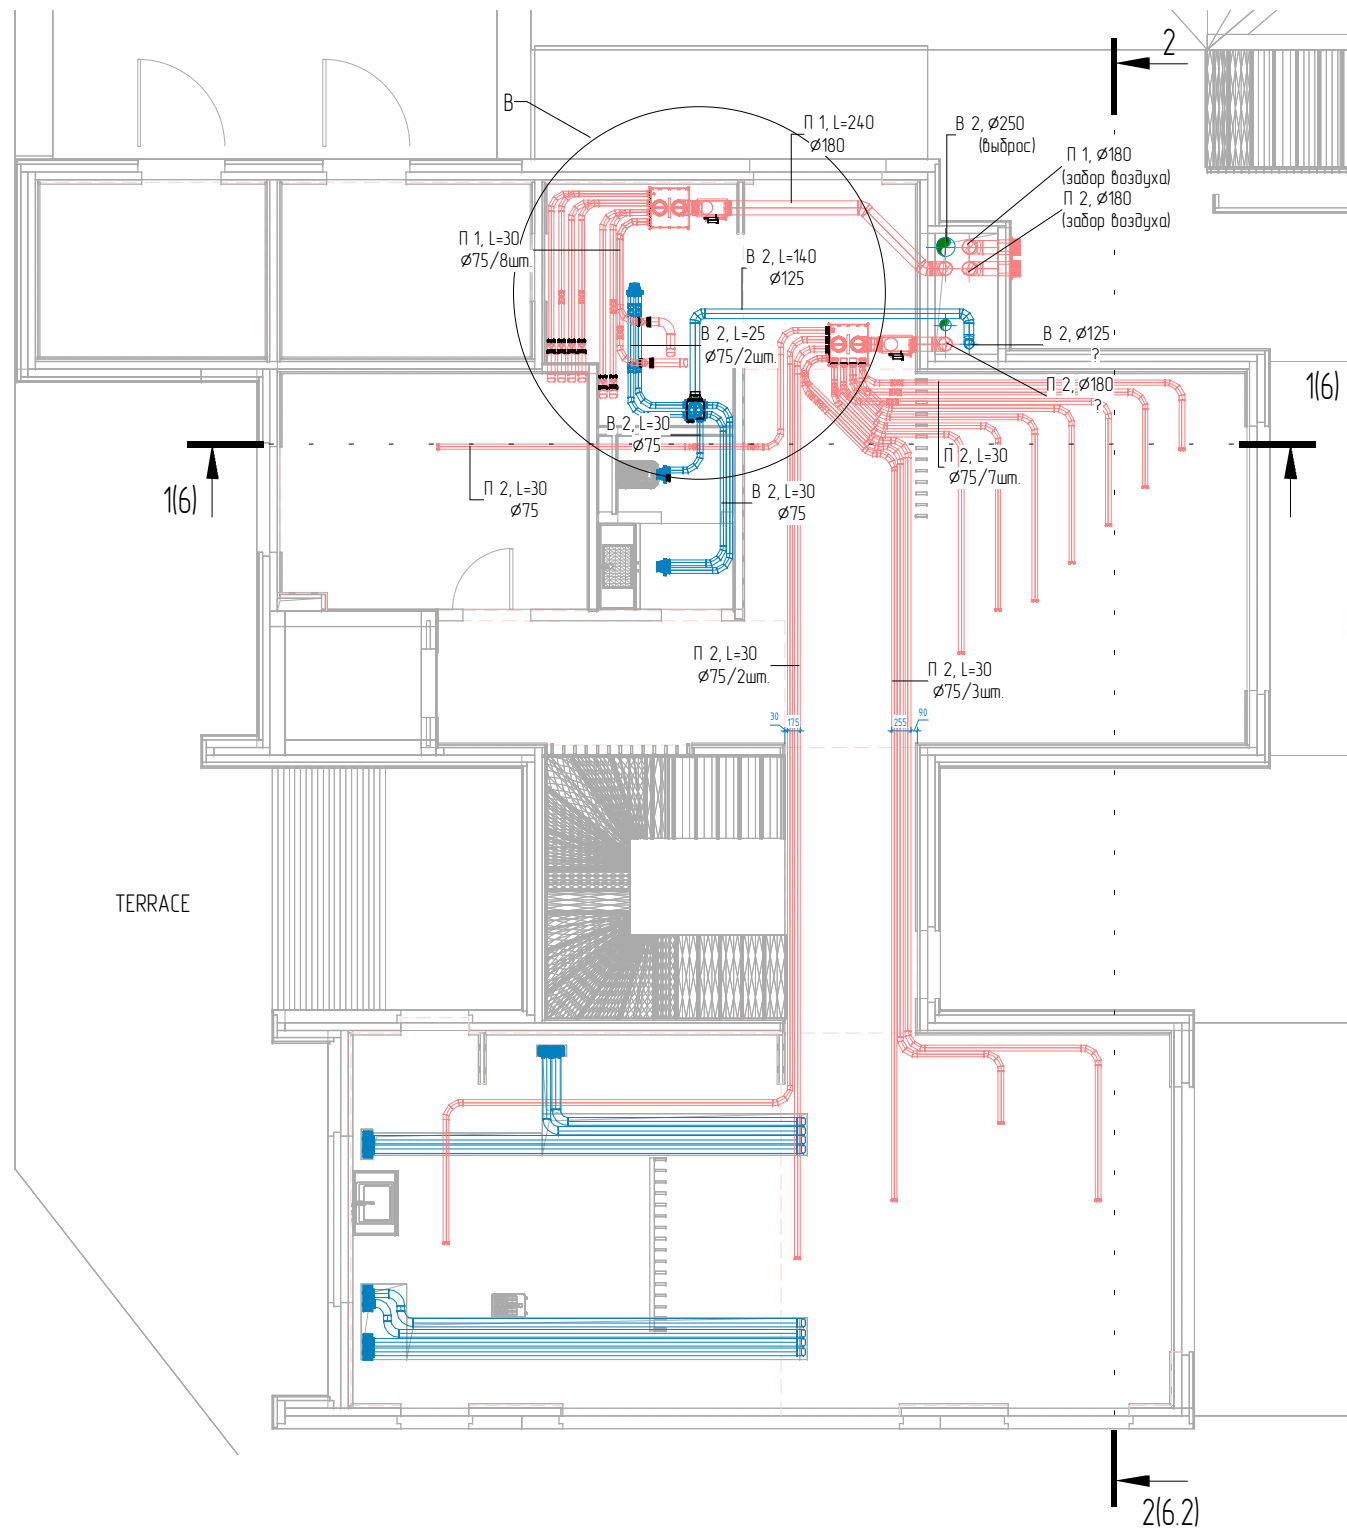 2
В
П 1, L=240
Ø180
В 2, Ø250
(выброс)
П 1, Ø180
(забор воздуха)
П 2, Ø180
(забор воздуха)
П 1, L=30
Ø75/8шт.
В 2, L=140
Ø125
В 2, L=25
Ø75/2шт.
В 2, Ø125
?
П 2, Ø180
?
1(6)
В 2, L=30
Ø75
П 2, L=30
Ø75/7шт.
1(6)
П 2, L=30
Ø75
В 2, L=30
Ø75
П 2, L=30
Ø75/2шт.
П 2, L=30
Ø75/3шт.
30
175
255
90
TERRACE
2(6.2)